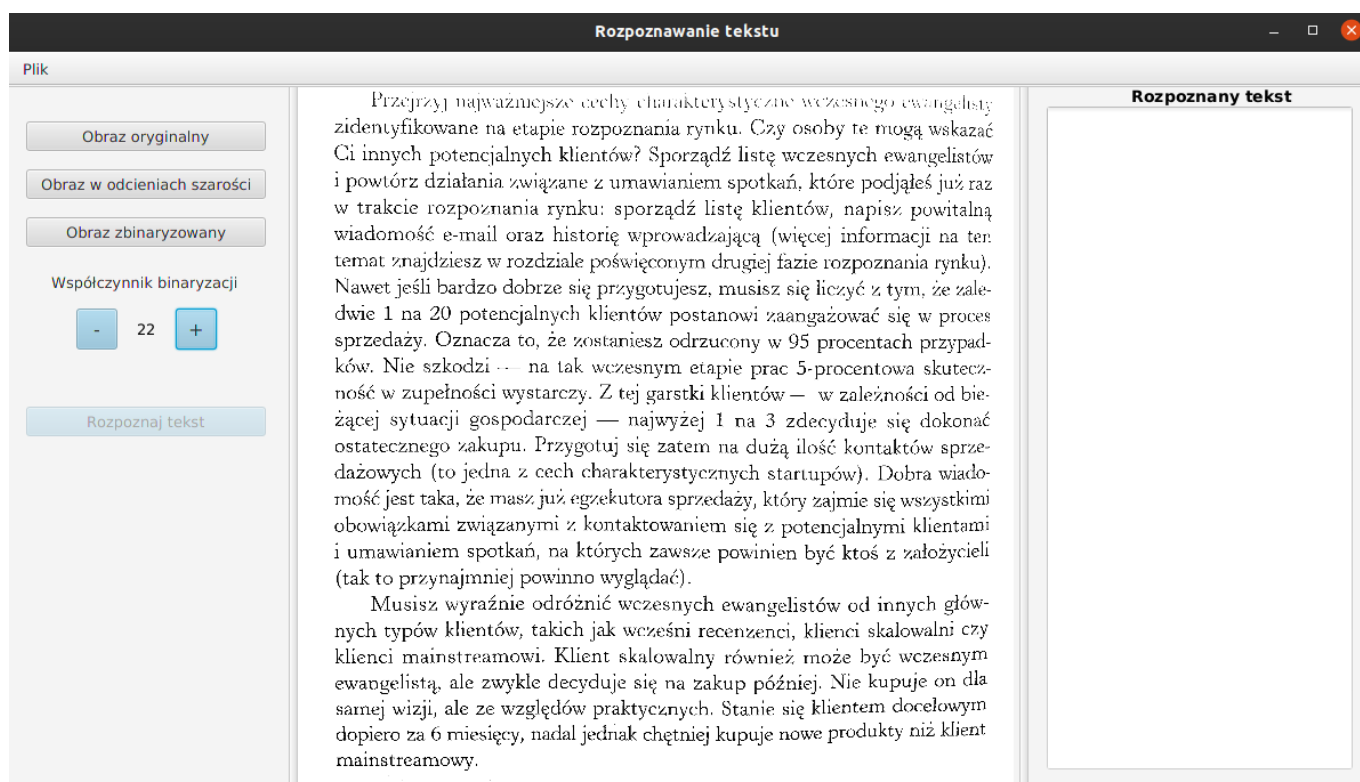 Rozpoznawanie tekstu
Plik
Obraz oryginalny
Obraz w odcieniach szarości
Obraz zbinaryzowany
Współczynnik binaryzacji
- 22 +
Rozpoznaj tekst
Przejrzyj najważniejsze cechy charakterystyczne wczesnego ewangelisty
zidentyfikowane na etapie rozpoznania rynku. Czy osoby te mogą wskazać
Ci innych potencjalnych klientów? Sporządź listę wczesnych ewangelistów
i powtórz działania związane z umawianiem spotkań, które podjąłeś już raz
w trakcie rozpoznania rynku: sporządź listę klientów, napisz powitalną
wiadomość e-mail oraz historię wprowadzającą (więcej informacji na ten
temat znajdziesz w rozdziale poświęconym drugiej fazie rozpoznania rynku).
Nawet jeśli bardzo dobrze się przygotujesz, musisz się liczyć z tym, że zale-
dwie 1 na 20 potencjalnych klientów postanowi zaangażować się w proces
sprzedaży. Oznacza to, że zostaniesz odrzucony w 95 procentach przypad-
ków. Nie szkodzi — na tak wczesnym etapie prac 5-procentowa skutecz-
ność w zupełności wystarczy. Z tej garstki klientów — w zależności od bie-
żącej sytuacji gospodarczej — najwyżej 1 na 3 zdecyduje się dokonać
ostatecznego zakupu. Przygotuj się zatem na dużą ilość kontaktów sprze-
dażowych (to jedna z cech charakterystycznych startupów). Dobra wiado-
mość jest taka, że masz już egzekutora sprzedaży, który zajmie się wszystkimi
obowiązkami związanymi z kontaktowaniem się z potencjalnymi klientami
i umawianiem spotkań, na których zawsze powinien być ktoś z założycieli
(tak to przynajmniej powinno wyglądać).
Musisz wyraźnie odróżnić wczesnych ewangelistów od innych głów-
nych typów klientów, takich jak wcześni recenzenci, klienci skalowalni czy
klienci mainstreamowi. Klient skalowalny również może być wczesnym
ewangelistą, ale zwykle decyduje się na zakup później. Nie kupuje on dla
samej wizji, ale ze względów praktycznych. Stanie się klientem docelowym
dopiero za 6 miesięcy, nadal jednak chętniej kupuje nowe produkty niż klient
mainstreamowy.
Rozpoznany tekst